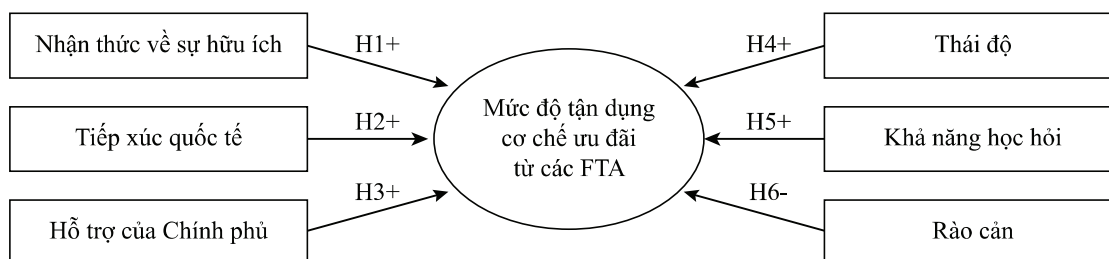 Nhận thức về sự hữu ích
H1+
H4+
Thái độ
Tiếp xúc quốc tế
H2+
Mức độ tận dụng
cơ chế ưu đãi
từ các FTA
H5+
Khả năng học hỏi
Hỗ trợ của Chính phủ
H3+
H6-
Rào cản